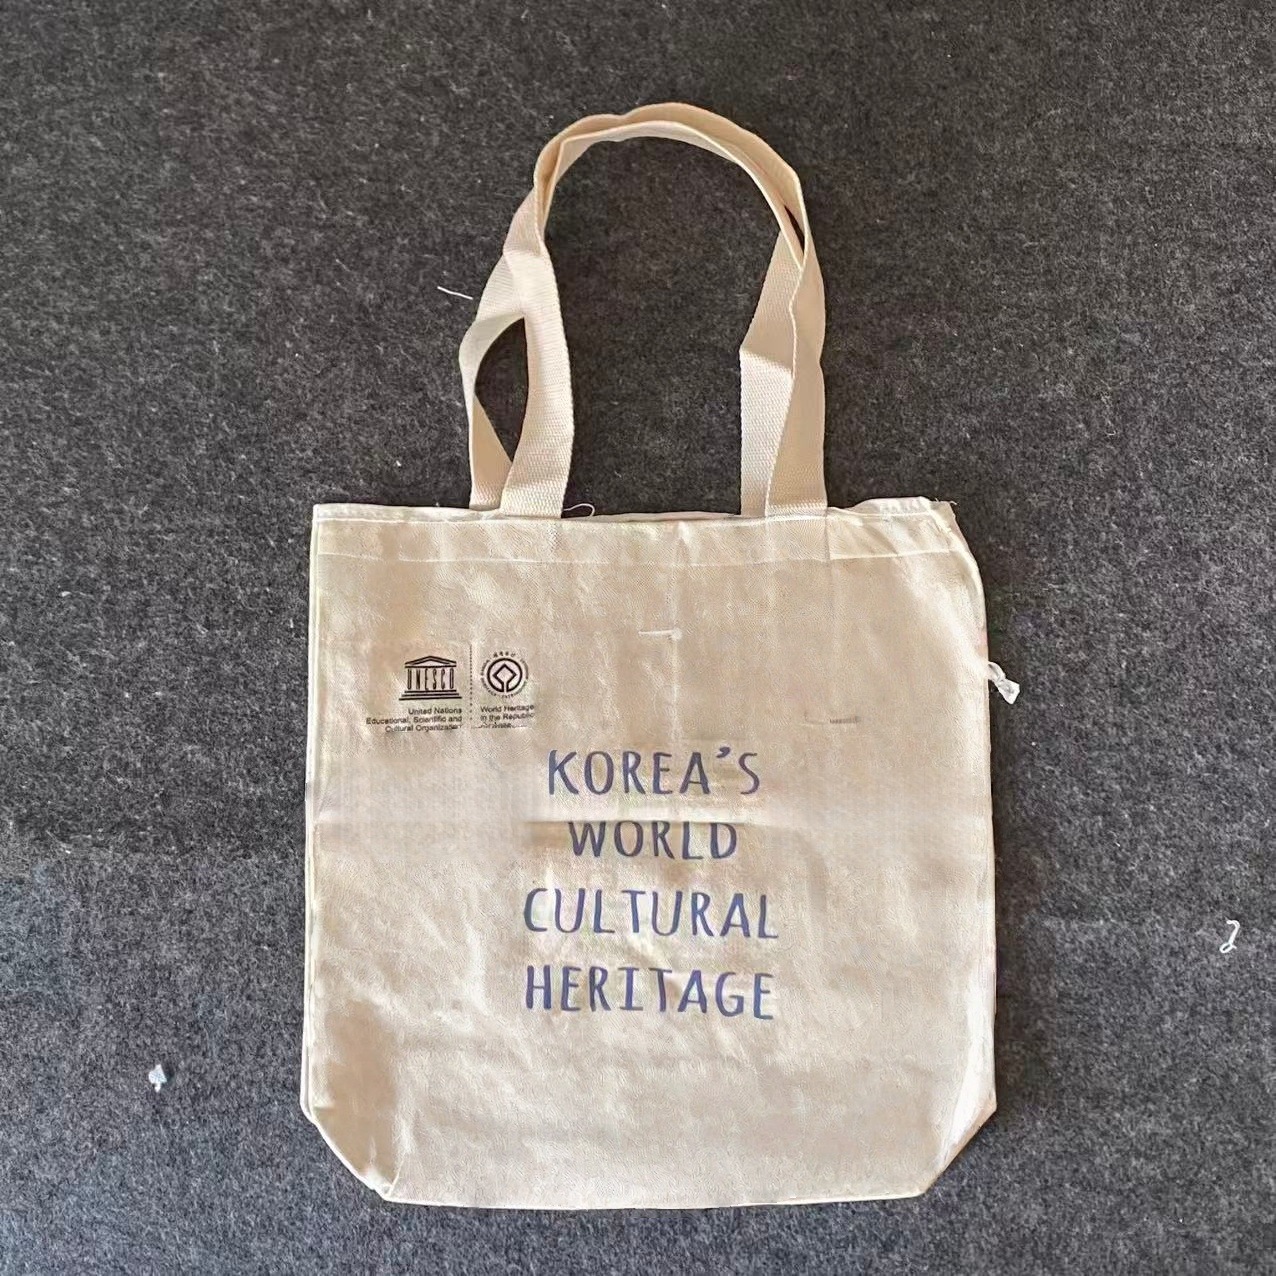 UNESCO
United Nations
Educational, Scientific and
Cultural Organization
World Heritage
in the Republic
KOREA'S
WORLD
CULTURAL
HERITAGE